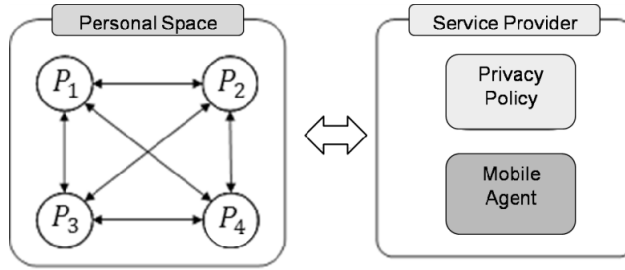 Personal Space
Service Provider
P1
P2
P3
P4
Privacy
Policy
Mobile
Agent